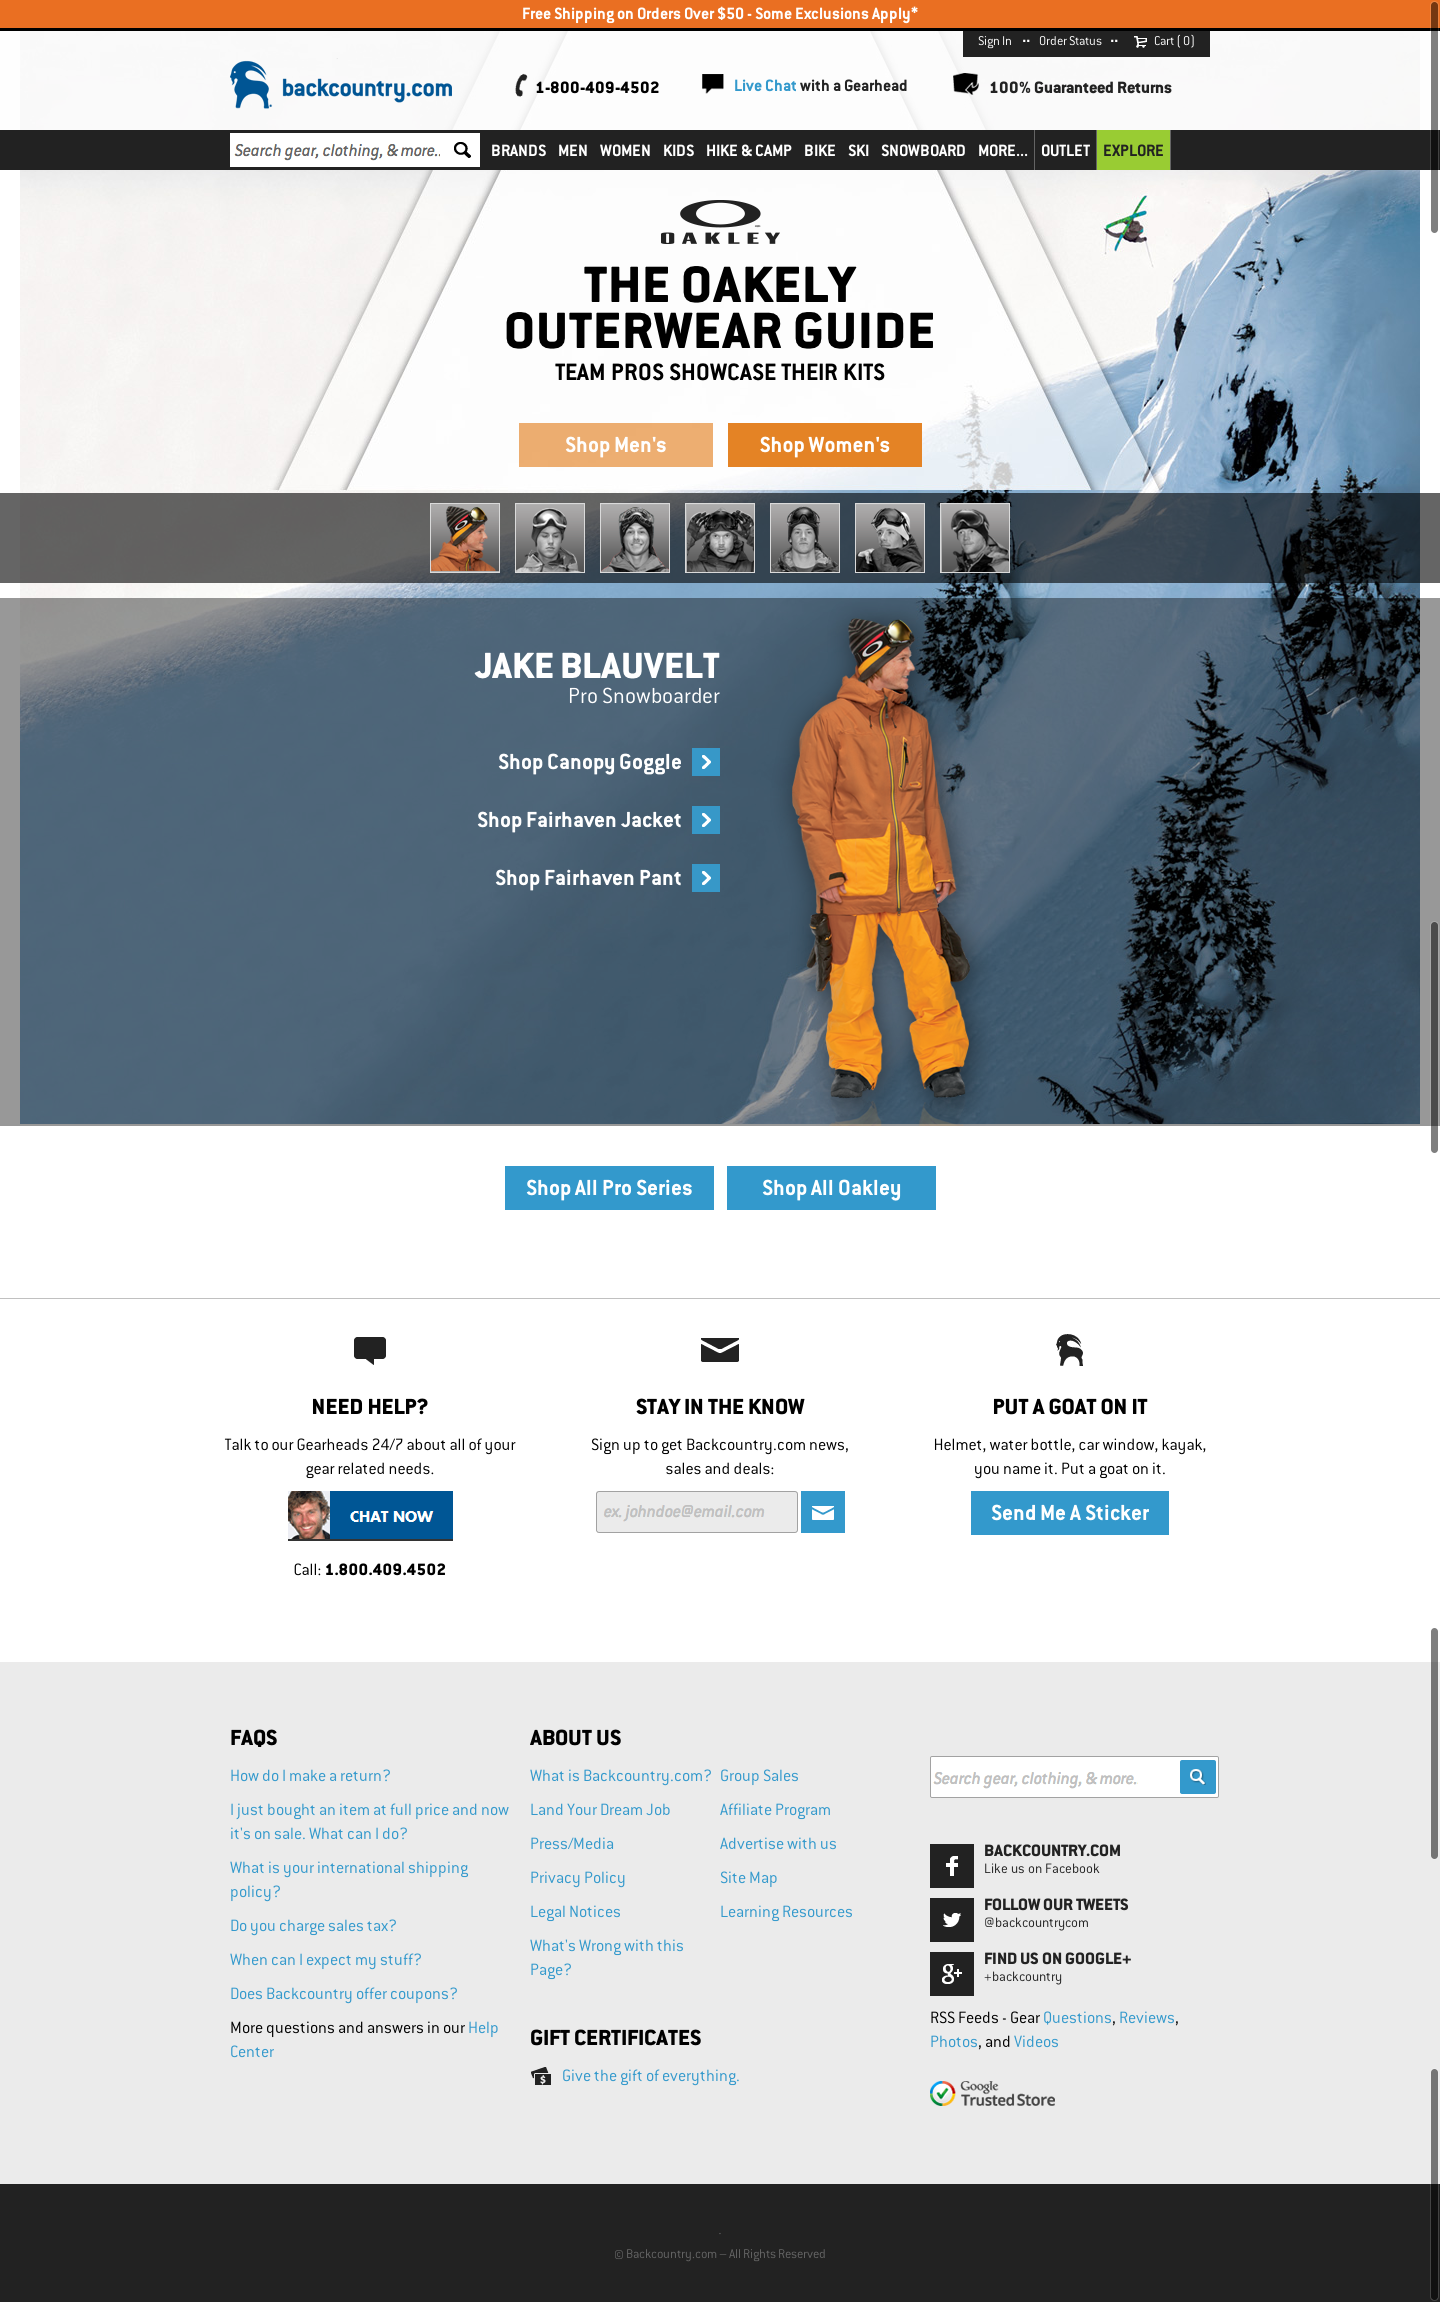 Free Shipping on Orders Over $50 - Some Exclusions Apply*
Sign In Order Status Cart ( 0 )
backcountry.com
1-800-409-4502
Live Chat with a Gearhead
100% Guaranteed Returns
Search gear, clothing, & more..
BRANDS MEN WOMEN KIDS HIKE & CAMP BIKE SKI SNOWBOARD MORE... OUTLET EXPLORE
OAKLEY
THE OAKELY
OUTERWEAR GUIDE
TEAM PROS SHOWCASE THEIR KITS
Shop Men's
Shop Women's
JAKE BLAUVELT
Pro Snowboarder
Shop Canopy Goggle
Shop Fairhaven Jacket
Shop Fairhaven Pant
Shop All Pro Series
Shop All Oakley
NEED HELP?
Talk to our Gearheads 24/7 about all of your
gear related needs.
CHAT NOW
Call: 1.800.409.4502
STAY IN THE KNOW
Sign up to get Backcountry.com news,
sales and deals:
ex. johndoe@email.com
PUT A GOAT ON IT
Helmet, water bottle, car window, kayak,
you name it. Put a goat on it.
Send Me A Sticker
FAQS
How do I make a return?
I just bought an item at full price and now
it's on sale. What can I do?
What is your international shipping
policy?
Do you charge sales tax?
When can I expect my stuff?
Does Backcountry offer coupons?
More questions and answers in our Help
Center
ABOUT US
What is Backcountry.com?
Land Your Dream Job
Press/Media
Privacy Policy
Legal Notices
What's Wrong with this
Page?
Group Sales
Affiliate Program
Advertise with us
Site Map
Learning Resources
GIFT CERTIFICATES
Give the gift of everything.
Search gear, clothing, & more.
BACKCOUNTRY.COM
Like us on Facebook
FOLLOW OUR TWEETS
@backcountrycom
FIND US ON GOOGLE+
+backcountry
RSS Feeds - Gear Questions, Reviews,
Photos, and Videos
Google
Trusted Store
© Backcountry.com – All Rights Reserved